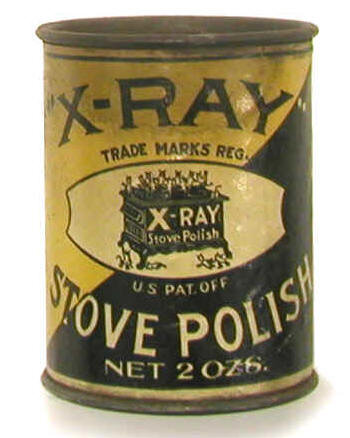 "X-RAY"
TRADE MARKS REG.
X-RAY
Stove Polish
U S PAT. OFF
STOVE POLISH
NET 2 OZS.